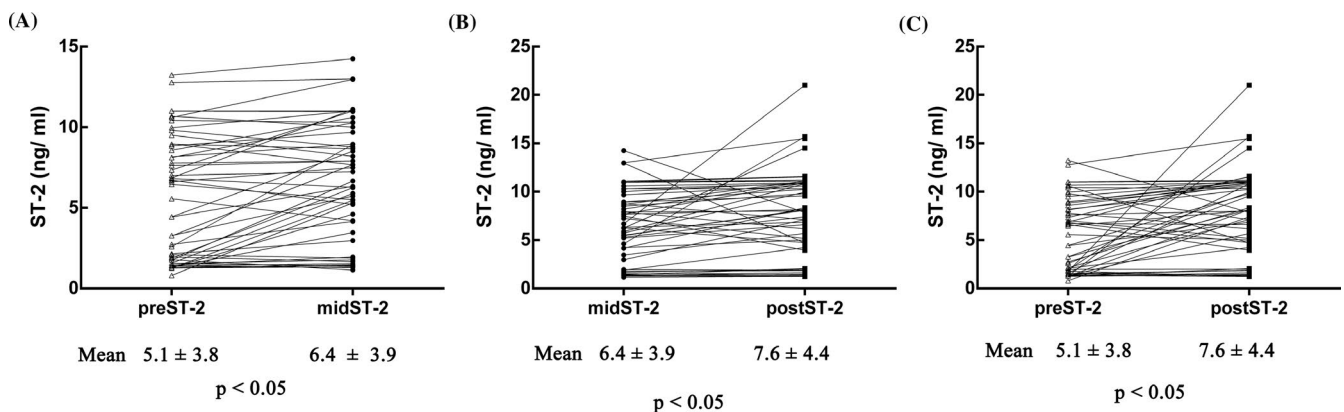 (A)
15
10
5
0
ST-2 (ng/ ml)
preST-2 midST-2
Mean 5.1 ± 3.8 6.4 ± 3.9
p < 0.05
(B)
25
20
15
10
5
0
ST-2 (ng/ ml)
midST-2 postST-2
Mean 6.4 ± 3.9 7.6 ± 4.4
p < 0.05
(C)
25
20
15
10
5
0
ST-2 (ng/ ml)
preST-2 postST-2
Mean 5.1 ± 3.8 7.6 ± 4.4
p < 0.05